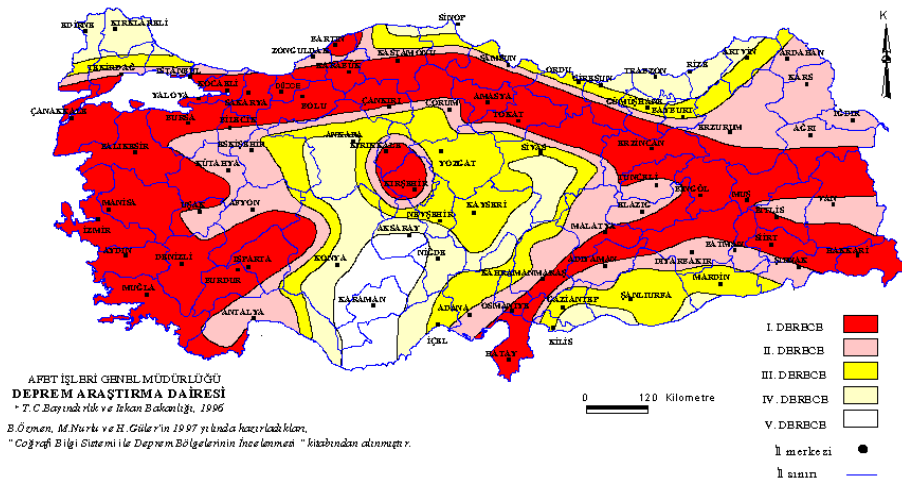 SİNOP
EDİRNE
KIRKLARELİ
K
BARTIN
ZONGULDAK
KASTAMONU
ARTVİN
ARDAHAN
TEKİRDAĞ
İSTANBUL
KARABÜK
SAMSUN
ORDU
GİRESUN
TRABZON
RİZE
KARS
KOCAELİ
YALOVA
SAKARYA
DÜZCE
BOLU
ÇANKIRI
ÇORUM
AMASYA
TOKAT
GÜMÜŞHANE
BAYBURT
ÇANAKKALE
BURSA
BİLECİK
ERZURUM
AĞRI
IĞDIR
BALIKESİR
ESKİŞEHİR
ANKARA
KIRIKKALE
YOZGAT
SİVAS
ERZİNCAN
KÜTAHYA
TUNCELİ
BİNGÖL
MUŞ
KIRŞEHİR
MANİSA
UŞAK
AFYON
KAYSERİ
ELAZIĞ
BİTLİS
VAN
İZMİR
NEVŞEHİR
AKSARAY
MALATYA
AYDIN
DENİZLİ
ISPARTA
KONYA
NİĞDE
BATMAN
SİİRT
HAKKARİ
BURDUR
KAHRAMANMARAŞ
ADIYAMAN
DİYARBAKIR
ŞIRNAK
MUĞLA
KARAMAN
MARDİN
ANTALYA
ADANA
OSMANİYE
GAZİANTEP
ŞANLIURFA
İÇEL
KİLİS
HATAY
I. DERECE
II. DERECE
III. DERECE
IV. DERECE
V. DERECE
İl merkezi
İl sınırı
0 120 Kilometre
AFET İŞLERİ GENEL MÜDÜRLÜĞÜ
DEPREM ARAŞTIRMA DAİRESİ
* T.C.Bayındırlık ve İskan Bakanlığı, 1996
B.Özmen, M.Nurlu ve H.Güler'in 1997 yılında hazırladıkları,
"Coğrafi Bilgi Sistemi ile Deprem Bölgelerinin İncelenmesi" kitabından alınmıştır.